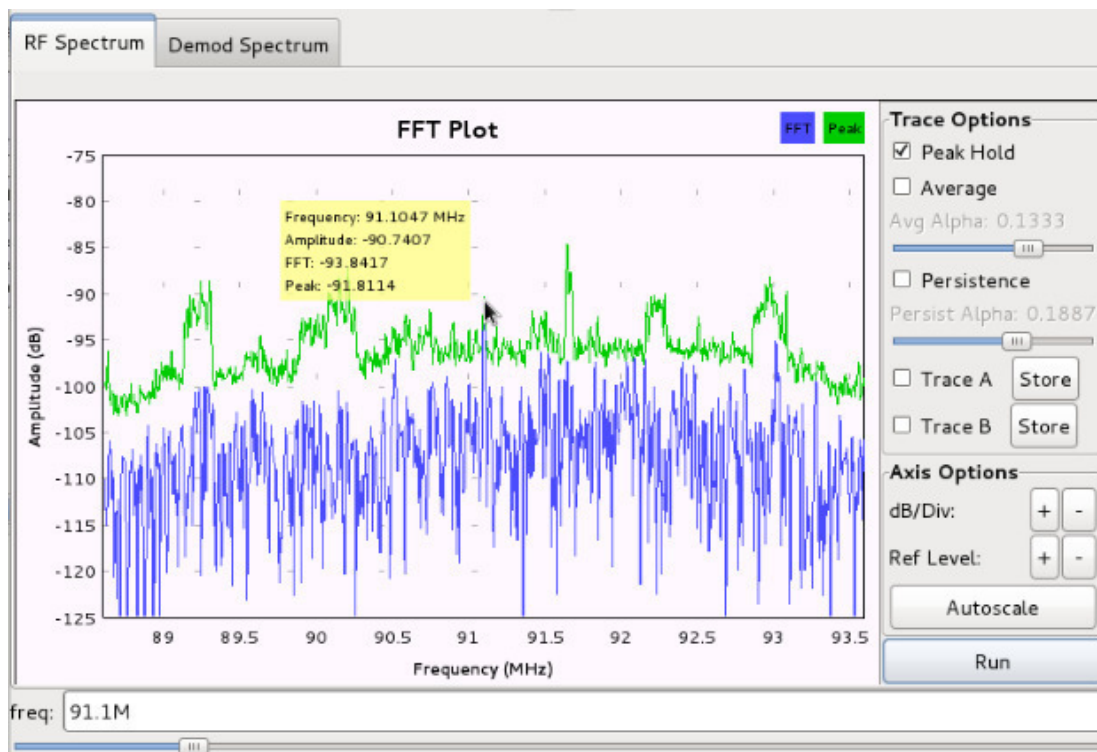 RF Spectrum
Demod Spectrum
FFT Plot
FFT
Peak
-75
-80
-85
-90
-95
-100
-105
-110
-115
-120
-125
Amplitude (dB)
Frequency: 91.1047 MHz
Amplitude: -90.7407
FFT: -93.8417
Peak: -91.8114
89 89.5 90 90.5 91 91.5 92 92.5 93 93.5
Frequency (MHz)
Trace Options
Peak Hold
Average
Avg Alpha: 0.1333
Persistence
Persist Alpha: 0.1887
Trace A Store
Trace B Store
Axis Options
dB/Div: + -
Ref Level: + -
Autoscale
Run
freq: 91.1M